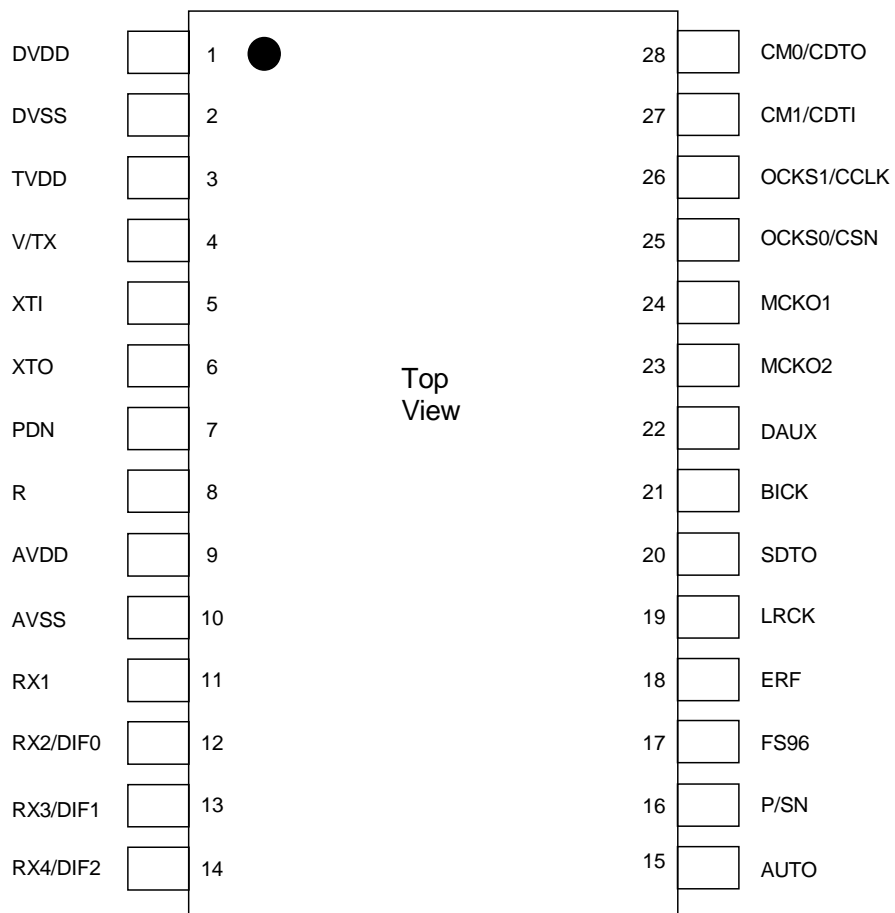 DVDD 1 28 CM0/CDTO
DVSS 2 27 CM1/CDTI
TVDD 3 26 OCKS1/CCLK
V/TX 4 25 OCKS0/CSN
XTI 5 24 MCKO1
XTO 6 23 MCKO2
Top
View
PDN 7 22 DAUX
R 8 21 BICK
AVDD 9 20 SDTO
AVSS 10 19 LRCK
RX1 11 18 ERF
RX2/DIF0 12 17 FS96
RX3/DIF1 13 16 P/SN
RX4/DIF2 14 15 AUTO